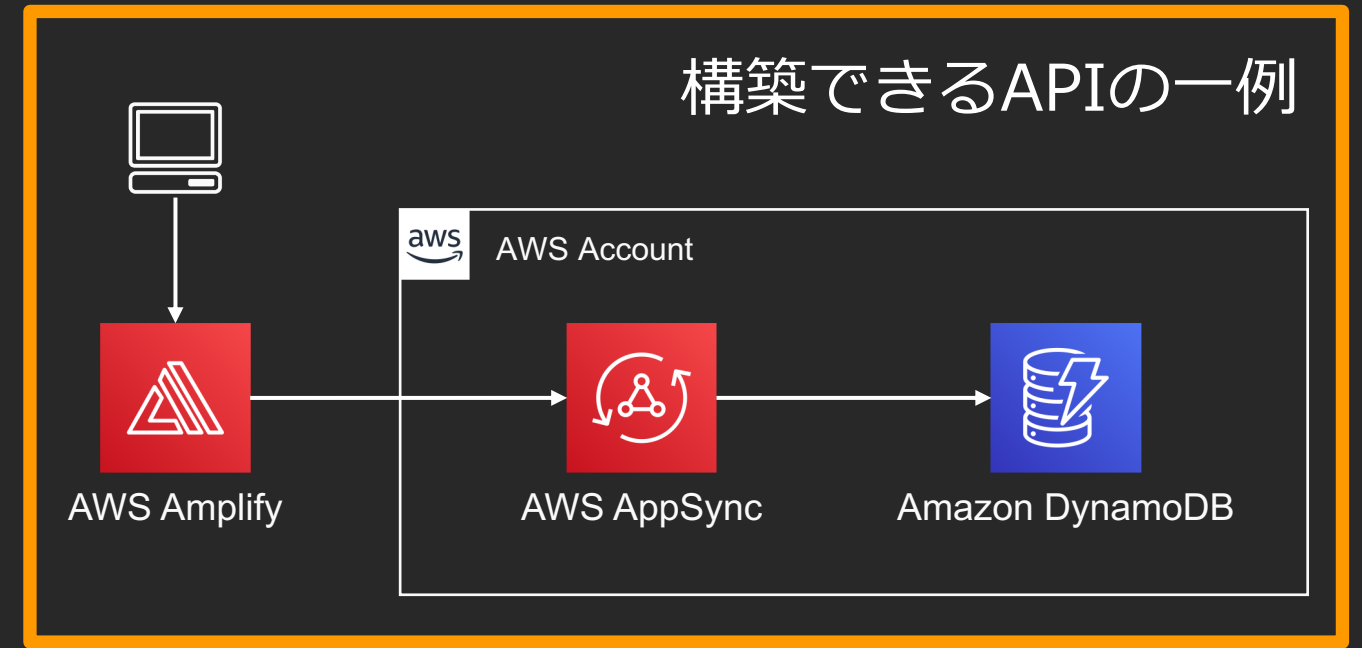 構築できるAPIの一例
aws
AWS Account
AWS Amplify
AWS AppSync
Amazon DynamoDB